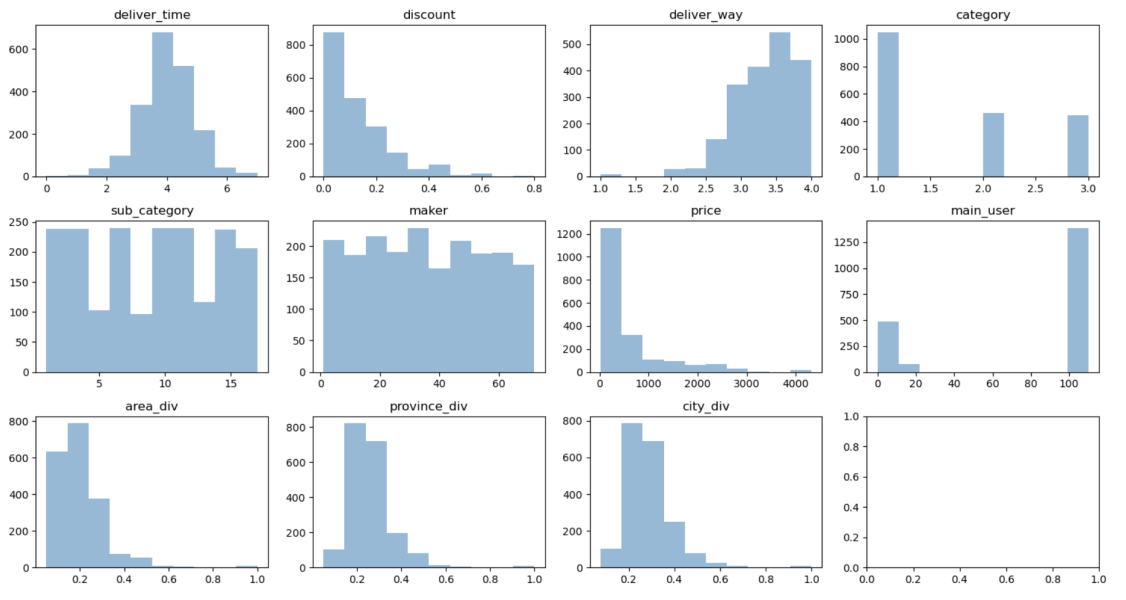 deliver_time
600
400
200
0
0 2 4 6
discount
800
600
400
200
0
0.0 0.2 0.4 0.6 0.8
deliver_way
500
400
300
200
100
0
1.0 1.5 2.0 2.5 3.0 3.5 4.0
category
1000
800
600
400
200
0
1.0 1.5 2.0 2.5 3.0
sub_category
250
200
150
100
50
0
5 10 15
maker
200
150
100
50
0
0 20 40 60
price
1200
1000
800
600
400
200
0
0 1000 2000 3000 4000
main_user
1250
1000
750
500
250
0
0 20 40 60 80 100
area_div
800
600
400
200
0
0.2 0.4 0.6 0.8 1.0
province_div
800
600
400
200
0
0.2 0.4 0.6 0.8 1.0
city_div
800
600
400
200
0
0.2 0.4 0.6 0.8 1.0
1.0
0.8
0.6
0.4
0.2
0.0
0.0 0.2 0.4 0.6 0.8 1.0